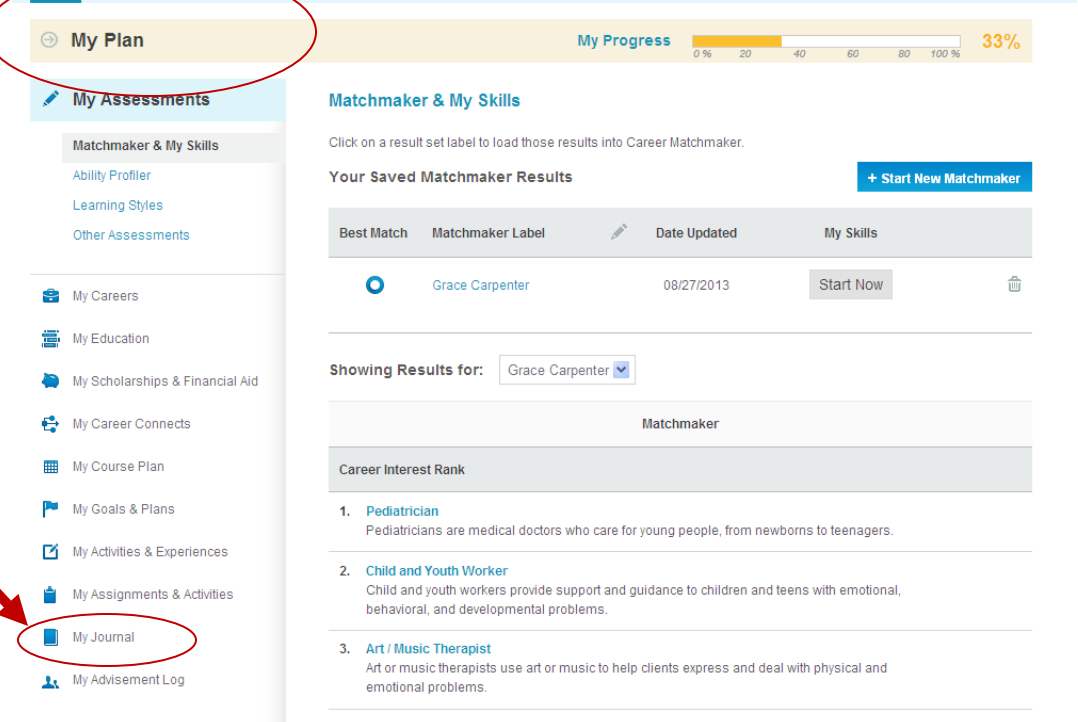 My Plan
My Progress
0 % 20 40 60 80 100 %
33%
My Assessments
Matchmaker & My Skills
Ability Profiler
Learning Styles
Other Assessments
My Careers
My Education
My Scholarships & Financial Aid
My Career Connects
My Course Plan
My Goals & Plans
My Activities & Experiences
My Assignments & Activities
My Journal
My Advisement Log
Matchmaker & My Skills
Click on a result set label to load those results into Career Matchmaker.
Your Saved Matchmaker Results
+ Start New Matchmaker
Best Match Matchmaker Label Date Updated My Skills
Grace Carpenter 08/27/2013 Start Now
Showing Results for: Grace Carpenter
Matchmaker
Career Interest Rank
1. Pediatrician
Pediatricians are medical doctors who care for young people, from newborns to teenagers.
2. Child and Youth Worker
Child and youth workers provide support and guidance to children and teens with emotional,
behavioral, and developmental problems.
3. Art / Music Therapist
Art or music therapists use art or music to help clients express and deal with physical and
emotional problems.